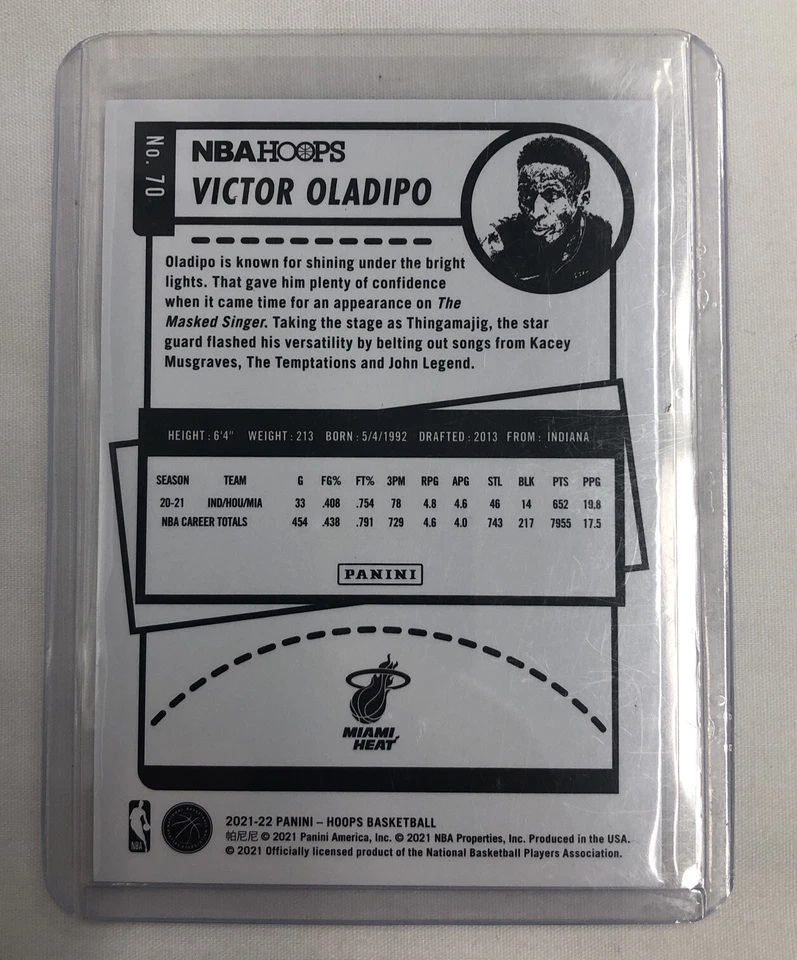 No. 70
NBA HOOPS
VICTOR OLADIPO
Oladipo is known for shining under the bright
lights. That gave him plenty of confidence
when it came time for an appearance on The
Masked Singer. Taking the stage as Thingamajig, the star
guard flashed his versatility by belting out songs from Kacey
Musgraves, The Temptations and John Legend.
HEIGHT: 6'4" WEIGHT: 213 BORN: 5/4/1992 DRAFTED: 2013 FROM: INDIANA
SEASON TEAM G FG% FT% 3PM RPG APG STL BLK PTS PPG
20-21 IND/HOU/MIA 33 .408 .754 78 4.8 4.6 46 14 652 19.8
NBA CAREER TOTALS 454 .438 .791 729 4.6 4.0 743 217 7955 17.5
PANINI
MIAMI
HEAT
NBA
2021-22 PANINI – HOOPS BASKETBALL
帕尼尼 © 2021 Panini America, Inc. © 2021 NBA Properties, Inc. Produced in the USA.
© 2021 Officially licensed product of the National Basketball Players Association.